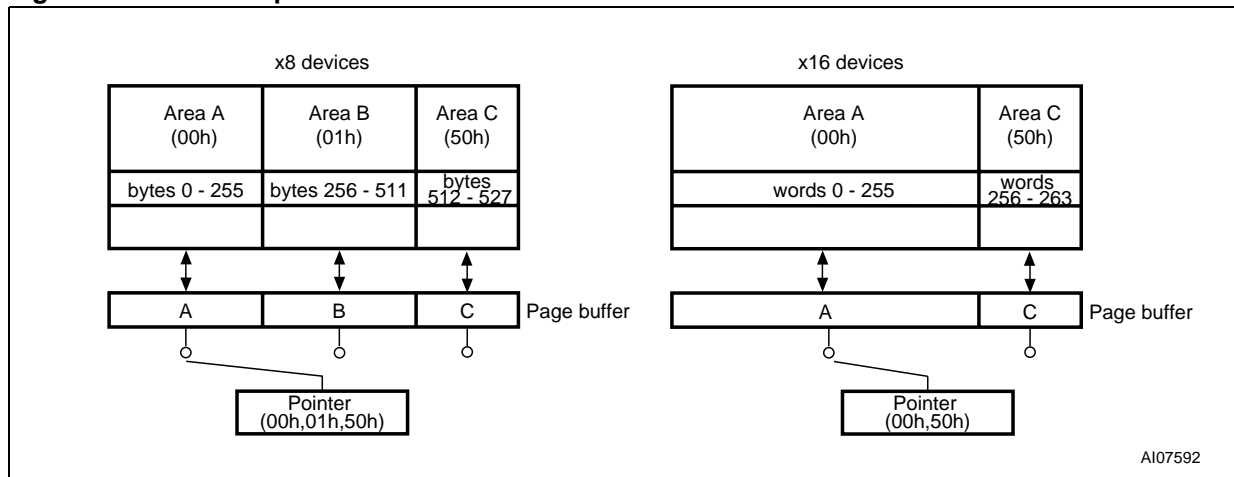 x8 devices
Area A
(00h)
Area B
(01h)
Area C
(50h)
bytes 0 - 255
bytes 256 - 511
bytes
512 - 527
A
B
C
Page buffer
Pointer
(00h,01h,50h)
x16 devices
Area A
(00h)
Area C
(50h)
words 0 - 255
words
256 - 263
A
C
Page buffer
Pointer
(00h,50h)
AI07592